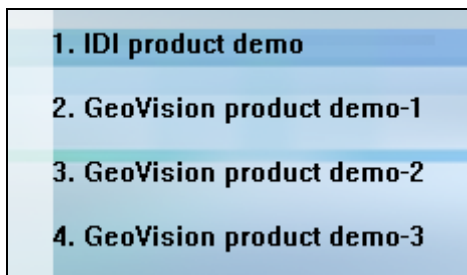 1. IDI product demo
2. GeoVision product demo-1
3. GeoVision product demo-2
4. GeoVision product demo-3